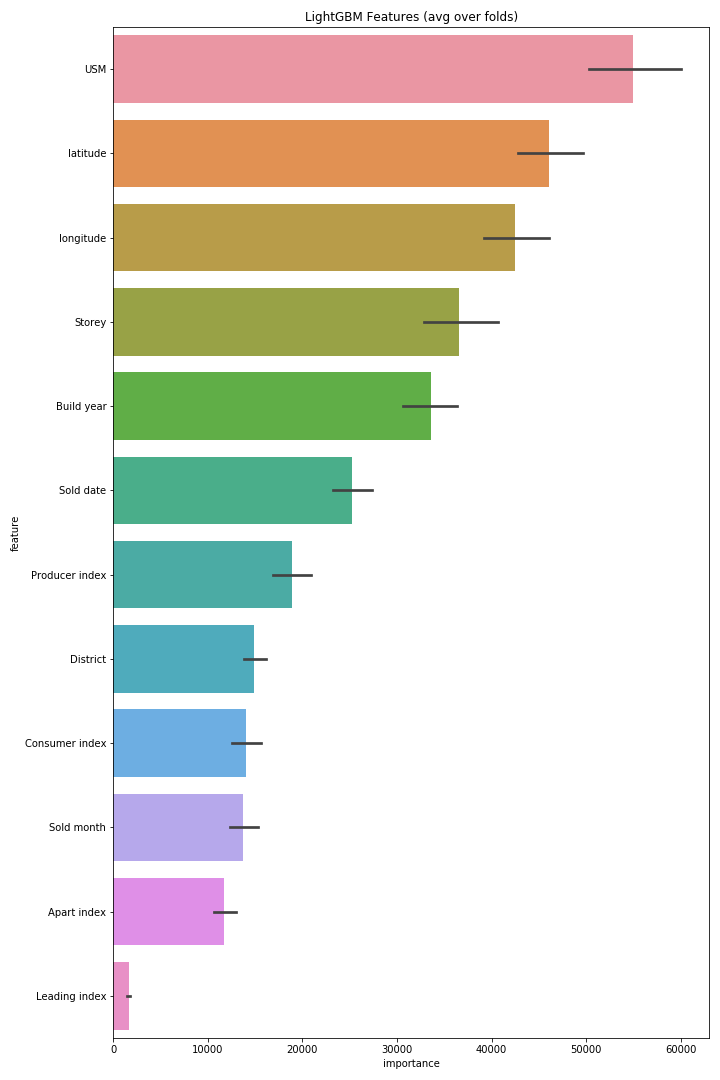 LightGBM Features (avg over folds)
USM
latitude
longitude
Storey
Build year
Sold date
Producer index
District
Consumer index
Sold month
Apart index
Leading index
feature
0 10000 20000 30000 40000 50000 60000
importance